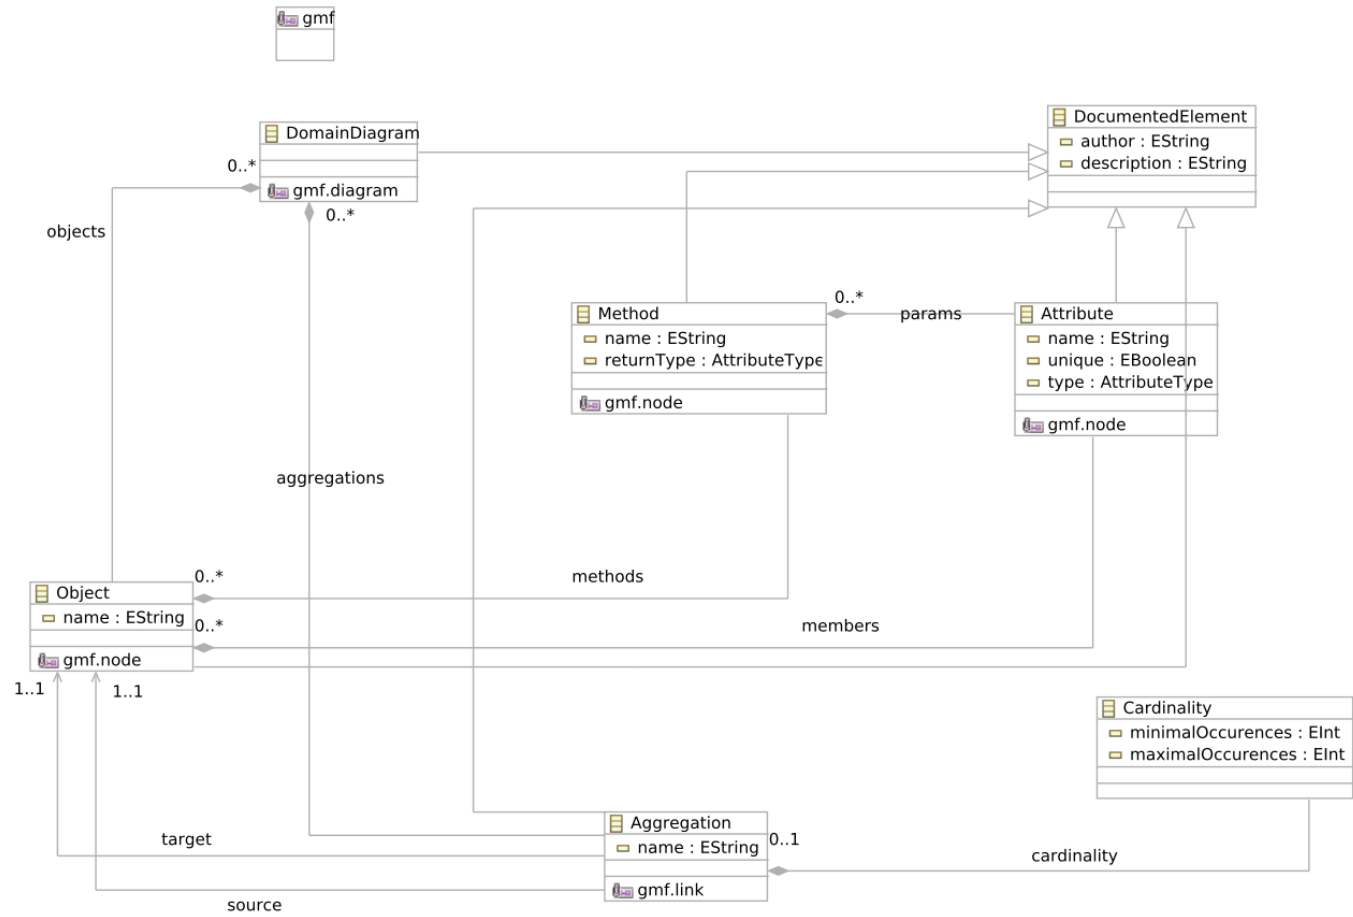 gmf
DomainDiagram
gmf.diagram
0..*
0..*
objects
DocumentedElement
author : EString
description : EString
Method
name : EString
returnType : AttributeType
gmf.node
0..*
params
Attribute
name : EString
unique : EBoolean
type : AttributeType
gmf.node
aggregations
Object
name : EString
gmf.node
0..*
methods
0..*
members
1..1
1..1
Cardinality
minimalOccurences : EInt
maximalOccurences : EInt
Aggregation
name : EString
gmf.link
0..1
target
cardinality
source